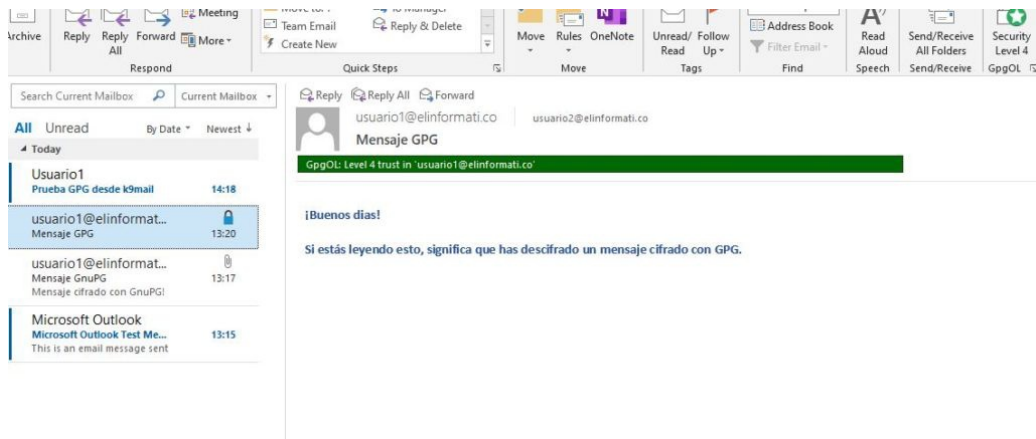 Meeting
Team Email
Reply & Delete
Create New
Archive
Reply
Reply All
Forward
More
Respond
Quick Steps
Move
Rules
OneNote
Move
Unread/ Read
Follow Up
Tags
Address Book
Filter Email
Find
Read Aloud
Speech
Send/Receive All Folders
Send/Receive
Security Level 4
GpgOL
Search Current Mailbox
Current Mailbox
All Unread By Date Newest ↓
Today
Usuario1
Prueba GPG desde k9mail 14:18
usuario1@elinformat...
Mensaje GPG 13:20
usuario1@elinformat...
Mensaje GnuPG 13:17
Mensaje cifrado con GnuPG!
Microsoft Outlook
Microsoft Outlook Test Me... 13:15
This is an email message sent
Reply Reply All Forward
usuario1@elinformati.co usuario2@elinformati.co
Mensaje GPG
GpgOL: Level 4 trust in 'usuario1@elinformati.co'
¡Buenos dias!
Si estás leyendo esto, significa que has descifrado un mensaje cifrado con GPG.